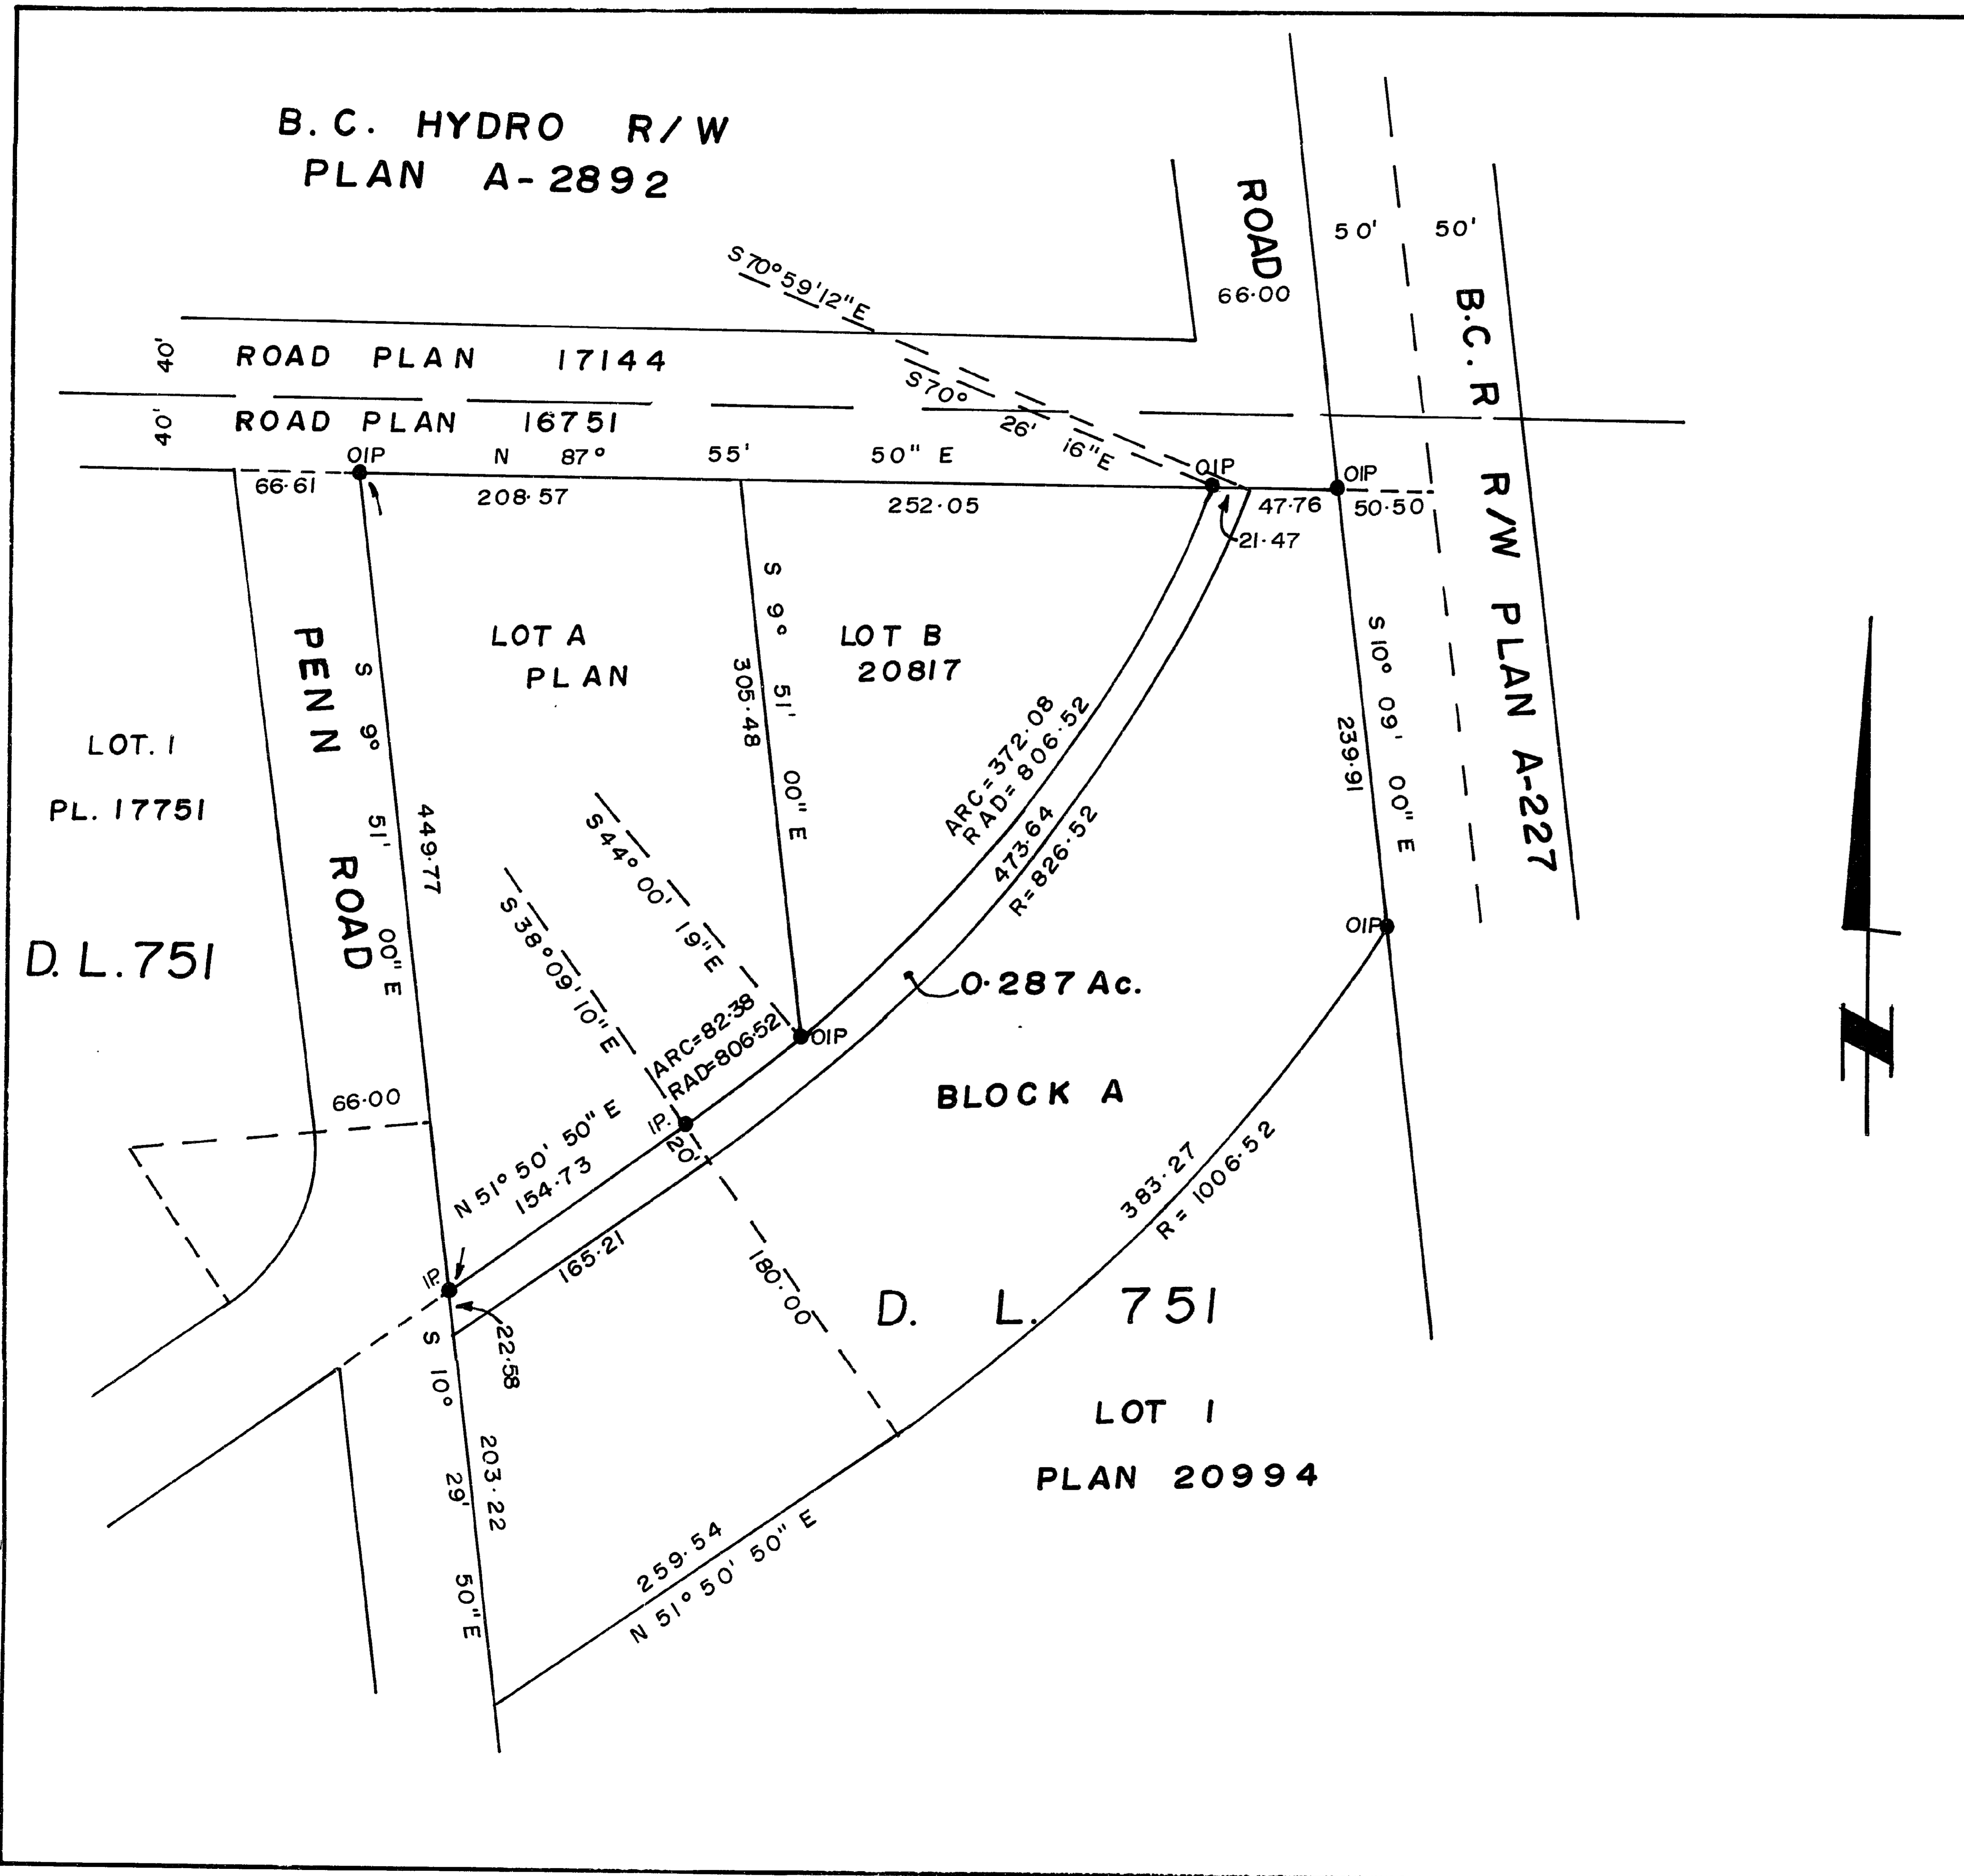 B.C. HYDRO R/W
PLAN A-2892
ROAD
66·00
50'
50'
B.C.R R/W PLAN A-227
S70°59'12"E
40'
ROAD PLAN 17144
S70° 26' 16"E
40'
ROAD PLAN 16751
OIP
N 87° 55' 50" E
OIP
OIP
66·61
208·57
252·05
47·76
50·50
21·47
S 9° 51' 00" E
305·48
LOT A
PLAN
LOT B
20817
PENN ROAD
S 9° 51' 00" E
449·77
S 10° 09' 00" E
239·91
LOT. 1
PL. 17751
ARC=372·08
RAD=806·52
473·64
R=826·52
S44° 00' 19"E
S38°09'10"E
D.L.751
OIP
0·287 Ac.
ARC=82·38
RAD=806·52
OIP
BLOCK A
66·00
N 51° 50' 50" E
154·73
IP.
20'
383·27
R = 1006·52
165·21
180·00
IP.
22·58
D. L. 751
S 10° 29' 50" E
203·22
LOT 1
PLAN 20994
259·54
N 51° 50' 50" E
N